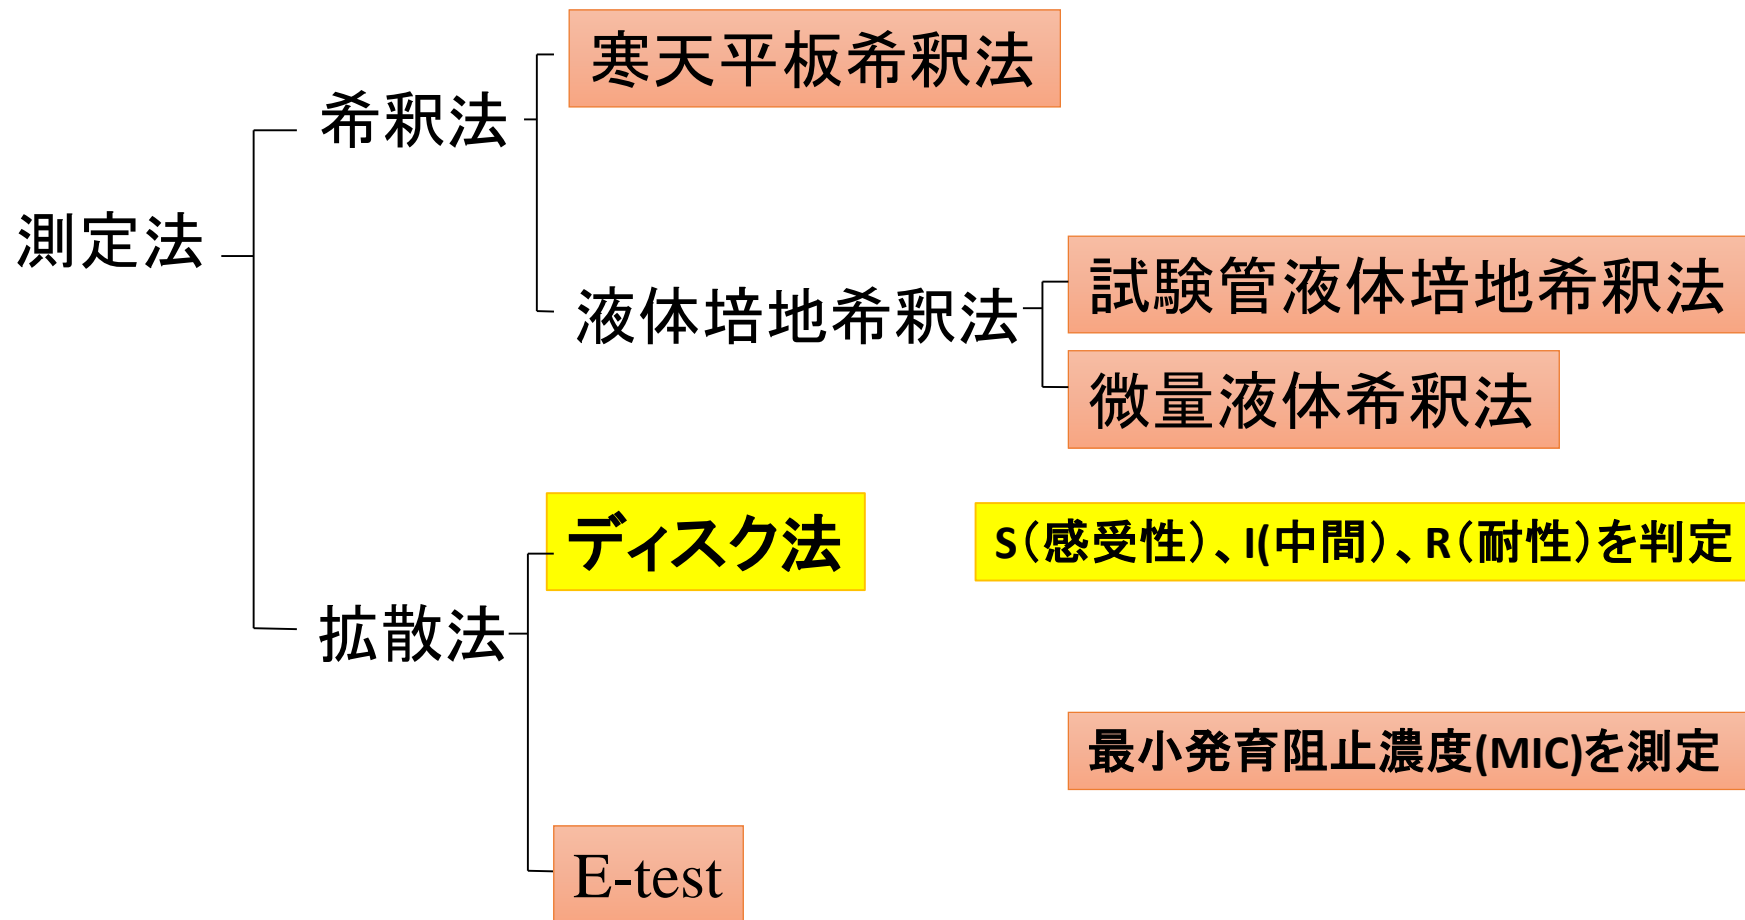 寒天平板希釈法
希釈法
測定法
試験管液体培地希釈法
液体培地希釈法
微量液体希釈法
ディスク法
S(感受性)、I(中間)、R(耐性)を判定
拡散法
最小発育阻止濃度(MIC)を測定
E-test